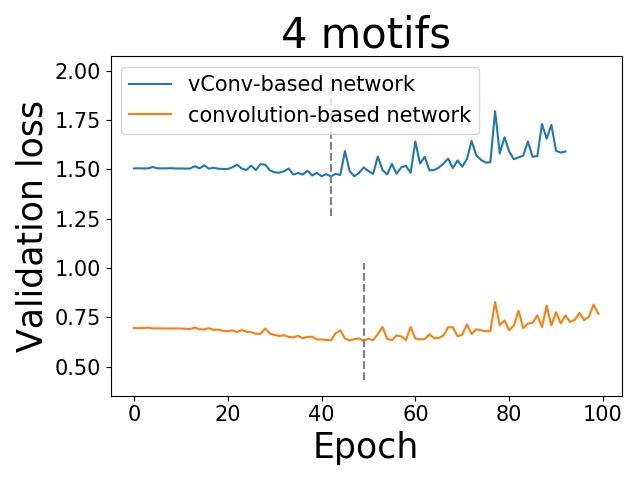 4 motifs
vConv-based network
convolution-based network
Validation loss
2.00
1.75
1.50
1.25
1.00
0.75
0.50
0 20 40 60 80 100
Epoch